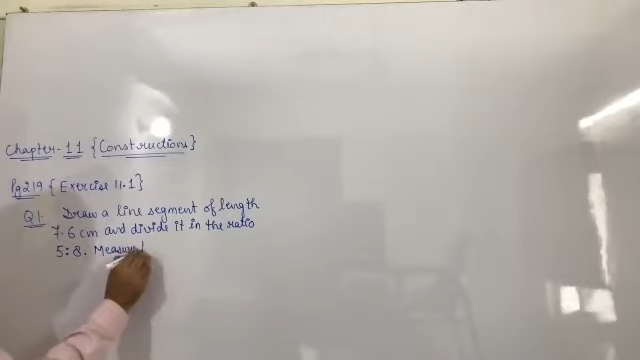 Chapter-11 {Constructions}
Pg219 {Exercise 11.1}
Q1. Draw a line segment of length
7.6 cm and divide it in the ratio
5:8. Measure